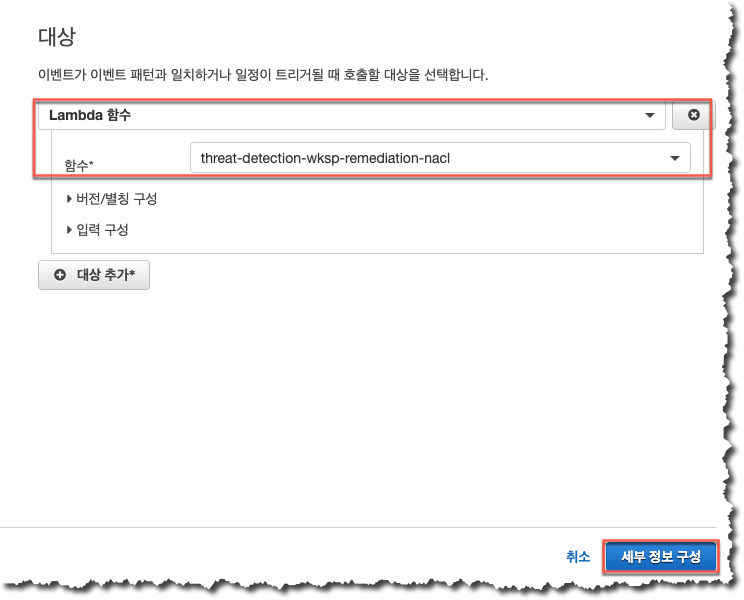 대상
이벤트가 이벤트 패턴과 일치하거나 일정이 트리거될 때 호출할 대상을 선택합니다.
Lambda 함수
함수* threat-detection-wksp-remediation-nacl
버전/별칭 구성
입력 구성
대상 추가*
취소 세부 정보 구성